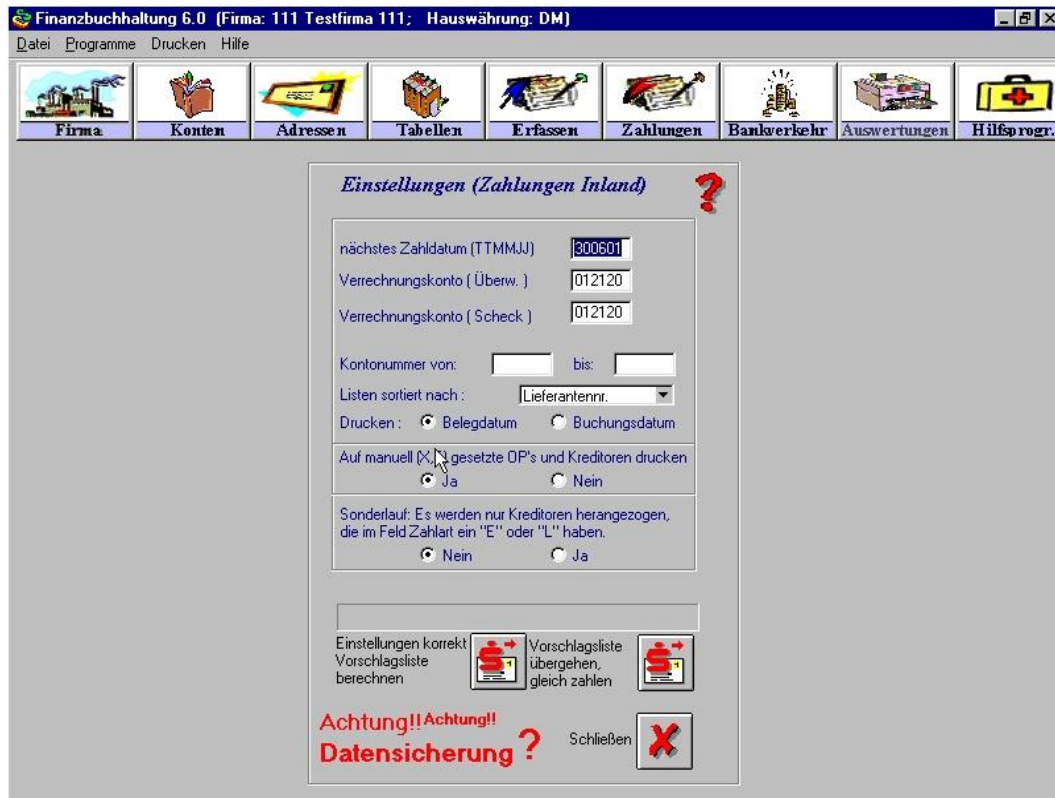 Finanzbuchhaltung 6.0 (Firma: 111 Testfirma 111; Hauswährung: DM)
Datei Programme Drucken Hilfe
Firma Konten Adressen Tabellen Erfassen Zahlungen Bankverkehr Auswertungen Hilfsprogr.
Einstellungen (Zahlungen Inland)
nächstes Zahldatum (TTMMJJ) 300601
Verrechnungskonto ( Überw. ) 012120
Verrechnungskonto ( Scheck ) 012120
Kontonummer von: bis:
Listen sortiert nach : Lieferantennr.
Drucken : Belegdatum Buchungsdatum
Auf manuell gesetzte OP's und Kreditoren drucken
Ja Nein
Sonderlauf: Es werden nur Kreditoren herangezogen,
die im Feld Zahlart ein "E" oder "L" haben.
Nein Ja
Einstellungen korrekt
Vorschlagsliste
berechnen
Vorschlagsliste
übergehen,
gleich zahlen
Achtung!! Achtung!!
Datensicherung ?
Schließen